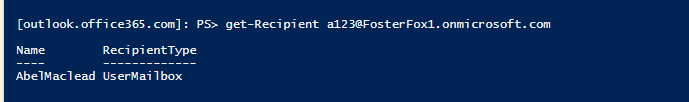 [outlook.office365.com]: PS> get-Recipient a123@FosterFox1.onmicrosoft.com
Name RecipientType
---- -------------
AbelMaclead UserMailbox